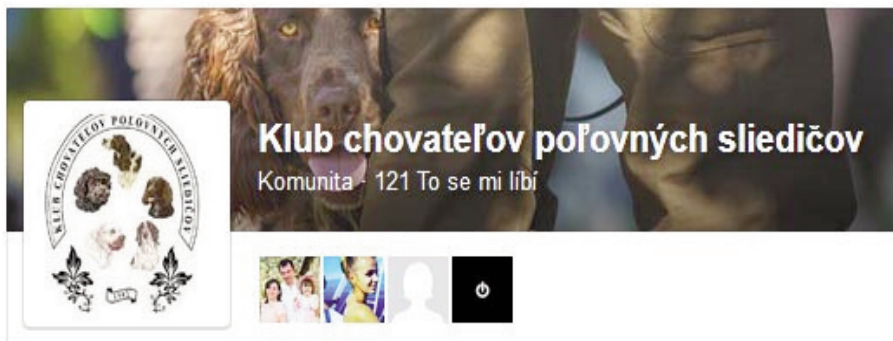 Klub chovateľov poľovných sliedičov
Komunita - 121 To se mi líbí
KLUB CHOVATEĽOV POĽOVNÝCH SLIEDIČOV